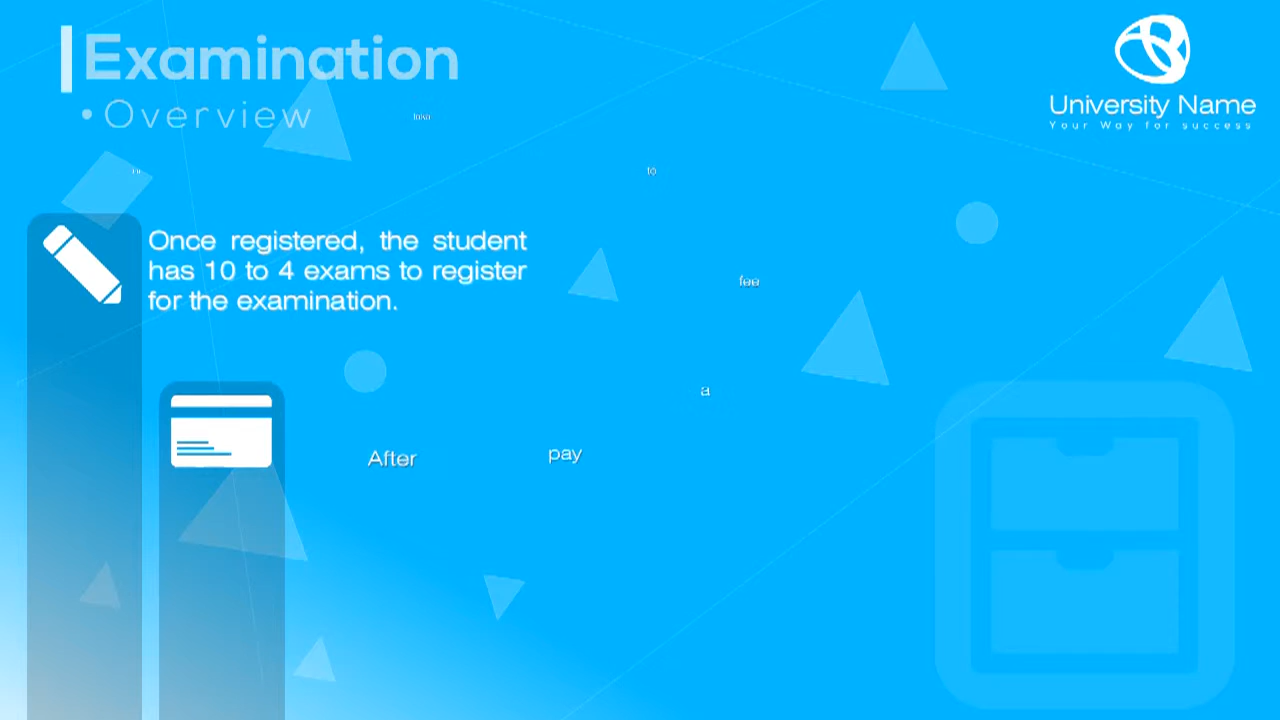 Examination
• Overview
University Name
Your Way for success
to
Once registered, the student
has 10 to 4 exams to register
for the examination.
fee
a
After
pay